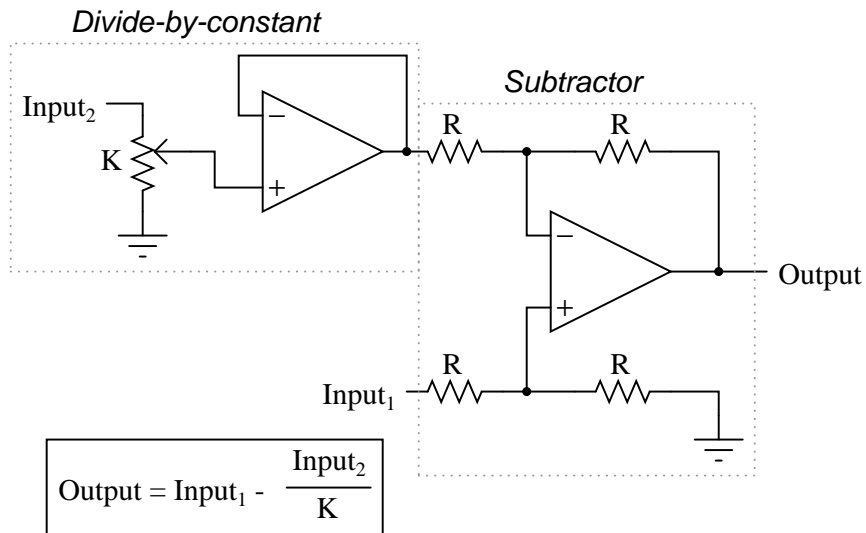 Divide-by-constant
Subtractor
Input₂
R
R
K
−
+
−
+
Output
R
R
Input₁
Output = Input₁ - Input₂
K